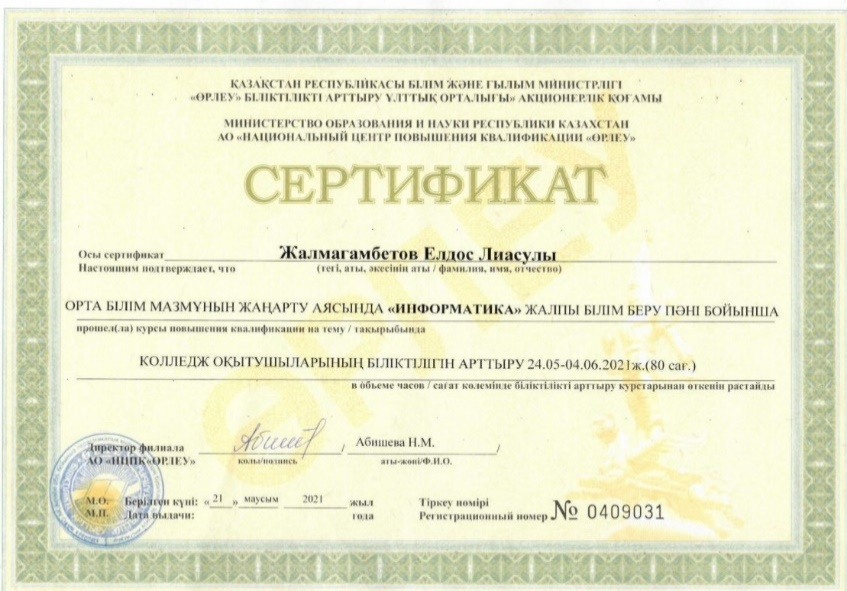 ҚАЗАҚСТАН РЕСПУБЛИКАСЫ БІЛІМ ЖӘНЕ ҒЫЛЫМ МИНИСТРЛІГІ
«ӨРЛЕУ» БІЛІКТІЛІКТІ АРТТЫРУ ҰЛТТЫҚ ОРТАЛЫҒЫ» АКЦИОНЕРЛІК ҚОҒАМЫ
МИНИСТЕРСТВО ОБРАЗОВАНИЯ И НАУКИ РЕСПУБЛИКИ КАЗАХСТАН
АО «НАЦИОНАЛЬНЫЙ ЦЕНТР ПОВЫШЕНИЯ КВАЛИФИКАЦИИ «ӨРЛЕУ»
СЕРТИФИКАТ
Осы сертификат Жалмагамбетов Елдос Лиасулы
Настоящим подтверждает, что (тегі, аты, әкесінің аты / фамилия, имя, отчество)
ОРТА БІЛІМ МАЗМҰНЫН ЖАҢАРТУ АЯСЫНДА «ИНФОРМАТИКА» ЖАЛПЫ БІЛІМ БЕРУ ПӘНІ БОЙЫНША
прошел(ла) курсы повышения квалификации на тему / тақырыбында
КОЛЛЕДЖ ОҚЫТУШЫЛАРЫНЫҢ БІЛІКТІЛІГІН АРТТЫРУ 24.05-04.06.2021ж.(80 сағ.)
в объеме часов / сағат көлемінде біліктілікті арттыру курстарынан өткенін растайды
Директор филиала / Абишева Н.М. /
АО «НЦПК«ӨРЛЕУ» қолы/подпись аты-жөні/Ф.И.О.
М.О. Берілген күні: «21» маусым 2021 жыл Тіркеу нөмірі
М.П. Дата выдачи: года Регистрационный номер № 0409031